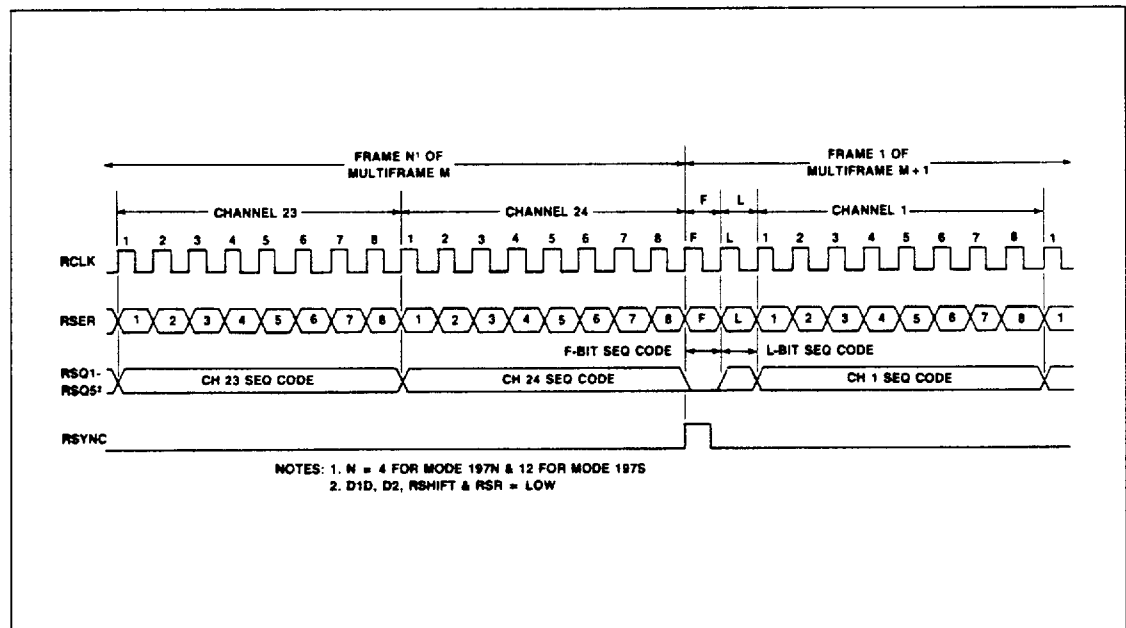 FRAME N¹ OF
MULTIFRAME M
FRAME 1 OF
MULTIFRAME M + 1
CHANNEL 23
CHANNEL 24
F
L
CHANNEL 1
RCLK
1 2 3 4 5 6 7 8 1 2 3 4 5 6 7 8 F L 1 2 3 4 5 6 7 8 1
RSER
1 2 3 4 5 6 7 8 1 2 3 4 5 6 7 8 F L 1 2 3 4 5 6 7 8 1
F-BIT SEQ CODE
L-BIT SEQ CODE
RSQ1-
RSQ5²
CH 23 SEQ CODE
CH 24 SEQ CODE
CH 1 SEQ CODE
RSYNC
NOTES: 1. N = 4 FOR MODE 197N & 12 FOR MODE 197S
2. D1D, D2, RSHIFT & RSR = LOW